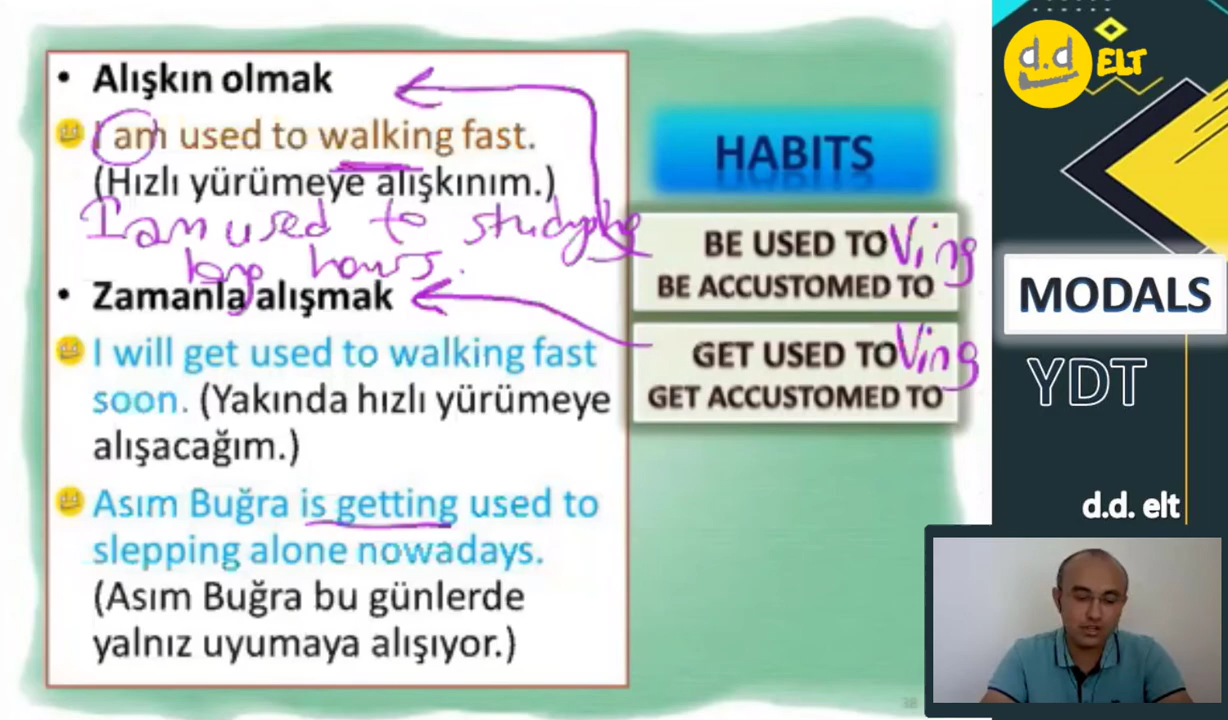 • Alışkın olmak
I am used to walking fast.
(Hızlı yürümeye alışkınım.)
I am used to studying
long hours.
• Zamanla alışmak
I will get used to walking fast
soon. (Yakında hızlı yürümeye
alışacağım.)
Asım Buğra is getting used to
slepping alone nowadays.
(Asım Buğra bu günlerde
yalnız uyumaya alışıyor.)
HABITS
BE USED TO Ving
BE ACCUSTOMED TO
GET USED TO Ving
GET ACCUSTOMED TO
38
d.d ELT
MODALS
YDT
d.d. elt